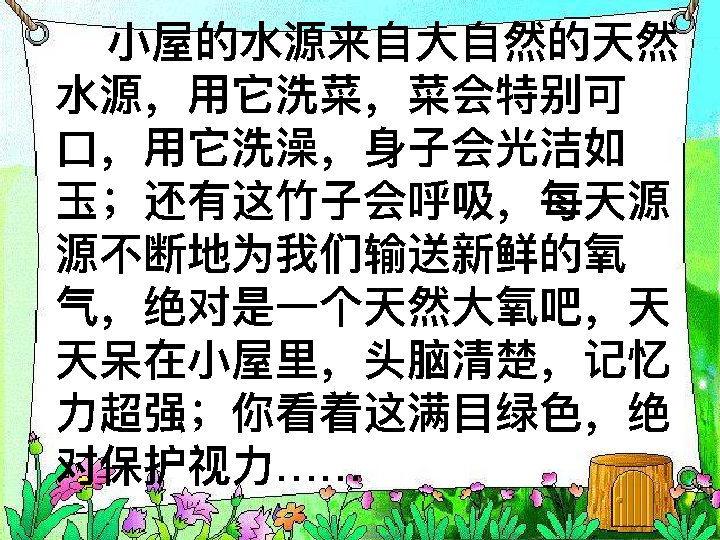 小屋的水源来自大自然的天然
水源，用它洗菜，菜会特别可
口，用它洗澡，身子会光洁如
玉；还有这竹子会呼吸，每天源
源不断地为我们输送新鲜的氧
气，绝对是一个天然大氧吧，天
天呆在小屋里，头脑清楚，记忆
力超强；你看着这满目绿色，绝
对保护视力……